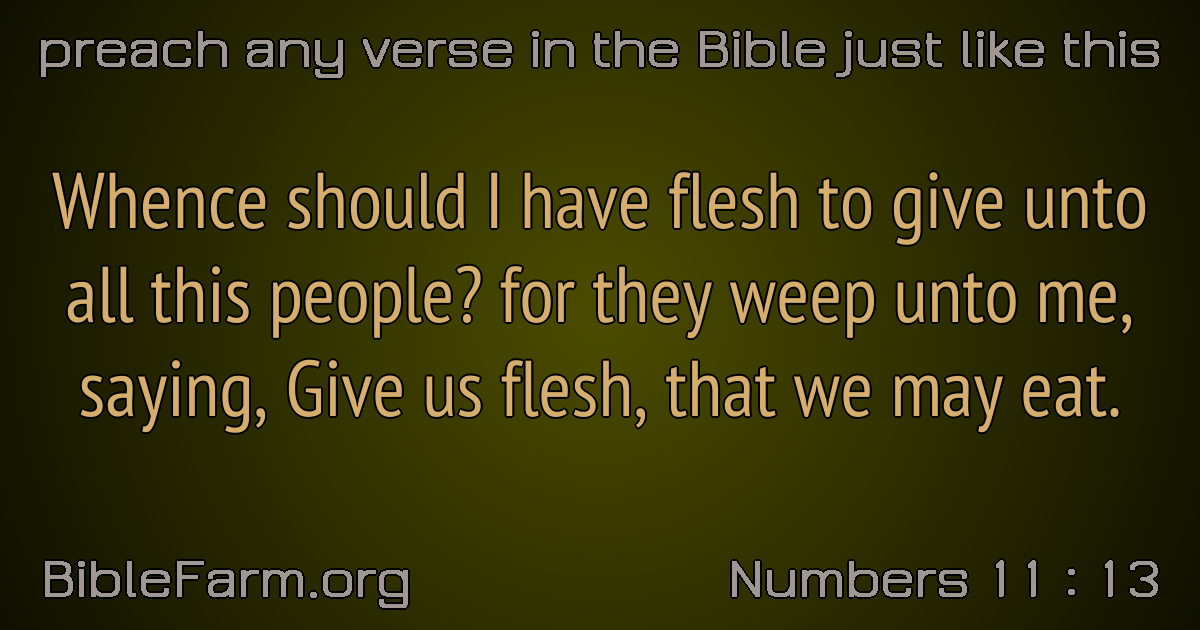 preach any verse in the Bible just like this
Whence should I have flesh to give unto
all this people? for they weep unto me,
saying, Give us flesh, that we may eat.
BibleFarm.org
Numbers 11 : 13